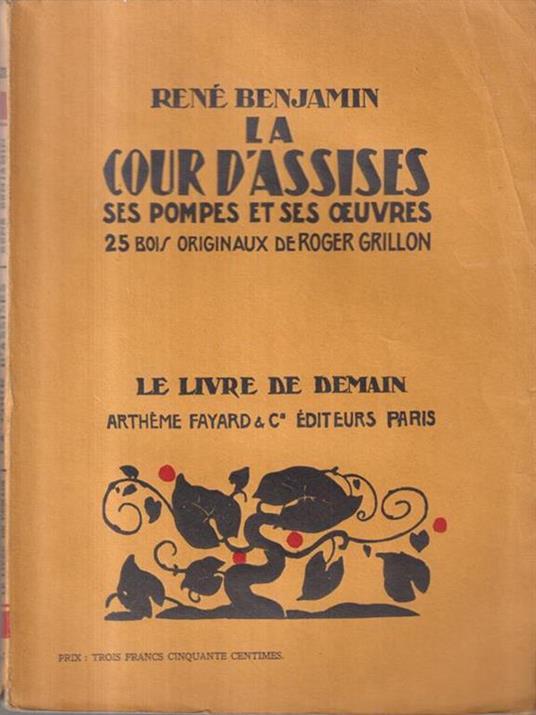 RENÉ BENJAMIN
LA
COUR D'ASSISES
SES POMPES ET SES ŒUVRES
25 BOIS ORIGINAUX DE ROGER GRILLON
LE LIVRE DE DEMAIN
ARTHÈME FAYARD & Cie ÉDITEURS PARIS
PRIX : TROIS FRANCS CINQUANTE CENTIMES.